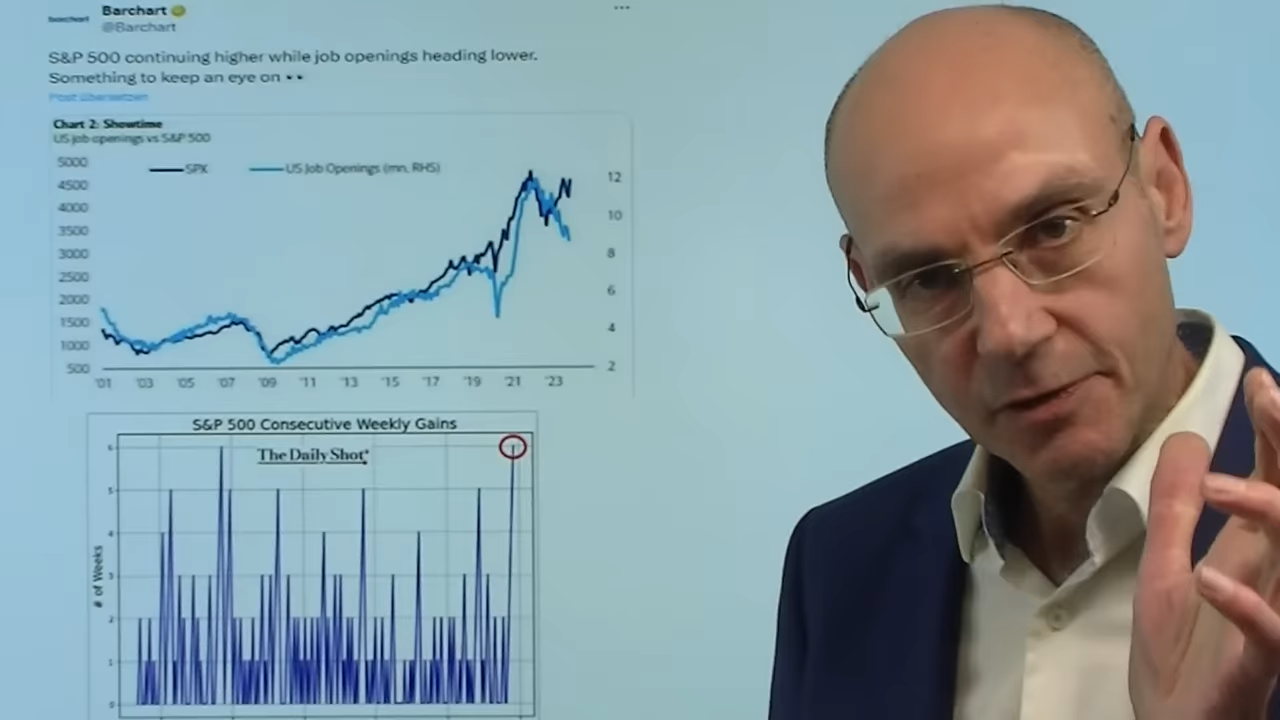 Barchart
barchart
@Barchart
S&P 500 continuing higher while job openings heading lower.
Something to keep an eye on 👀
Post übersetzen
Chart 2: Showtime
US job openings vs S&P 500
SPX
US Job Openings (mn, RHS)
5000
4500
4000
3500
3000
2500
2000
1500
1000
500
12
10
8
6
4
2
'01 '03 '05 '07 '09 '11 '13 '15 '17 '19 '21 '23
S&P 500 Consecutive Weekly Gains
The Daily Shot
# of Weeks
6
5
4
3
2
1
0